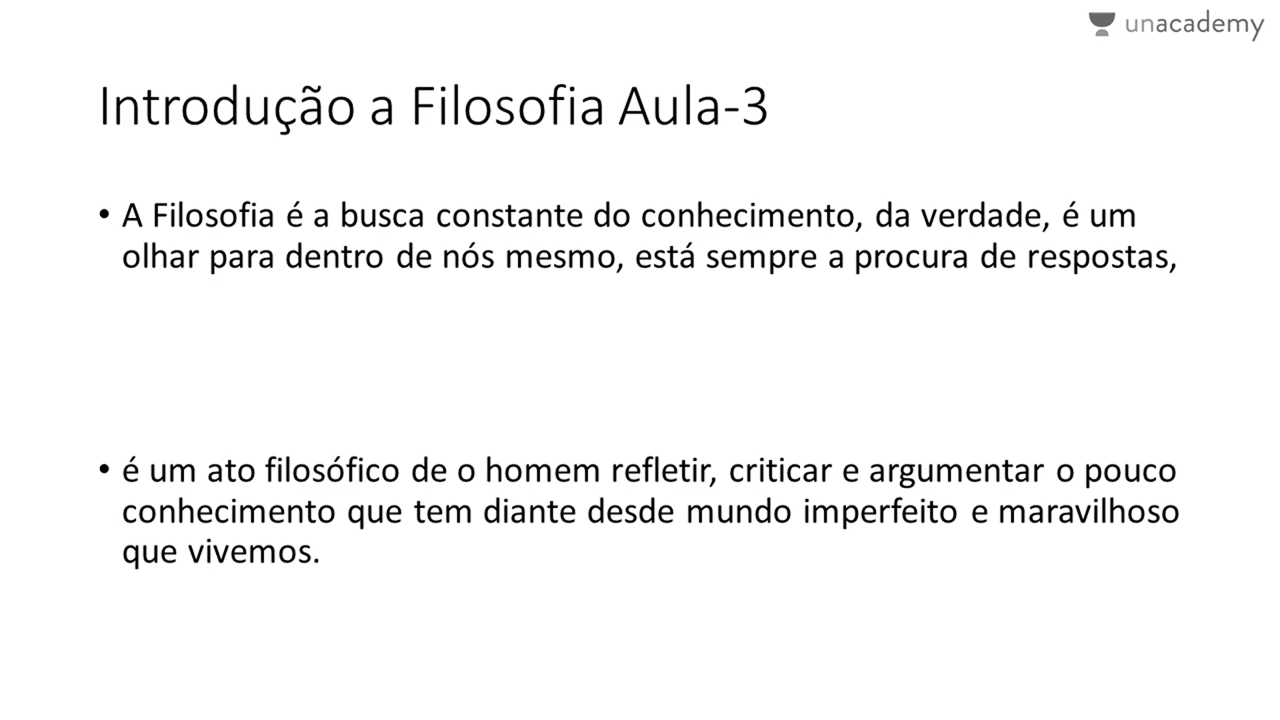 unacademy
Introdução a Filosofia Aula-3
• A Filosofia é a busca constante do conhecimento, da verdade, é um
olhar para dentro de nós mesmo, está sempre a procura de respostas,
• é um ato filosófico de o homem refletir, criticar e argumentar o pouco
conhecimento que tem diante desde mundo imperfeito e maravilhoso
que vivemos.